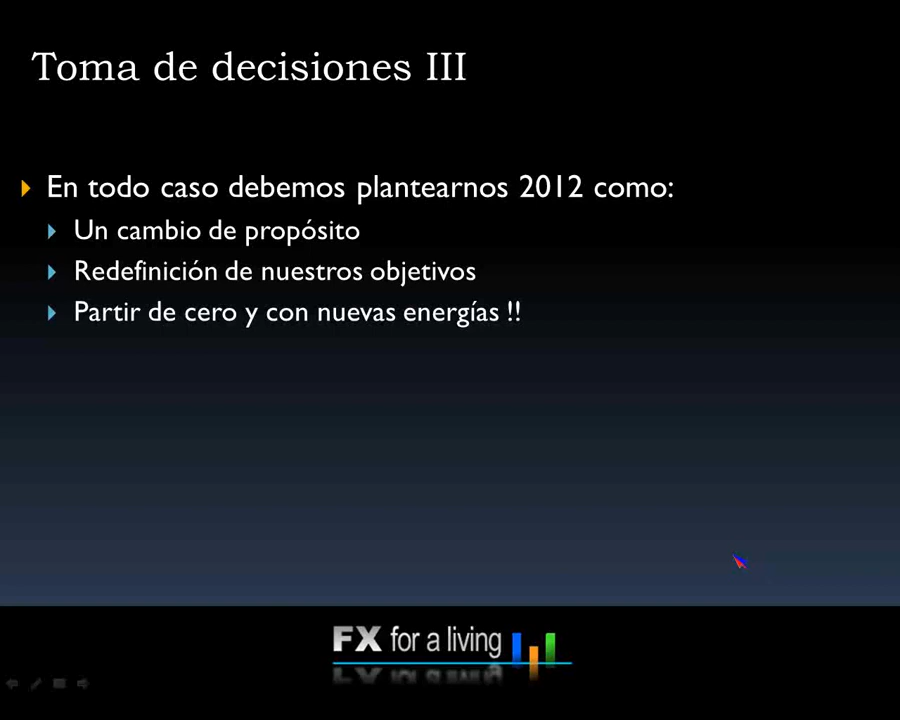 Toma de decisiones III
En todo caso debemos plantearnos 2012 como:
Un cambio de propósito
Redefinición de nuestros objetivos
Partir de cero y con nuevas energías !!
FX for a living